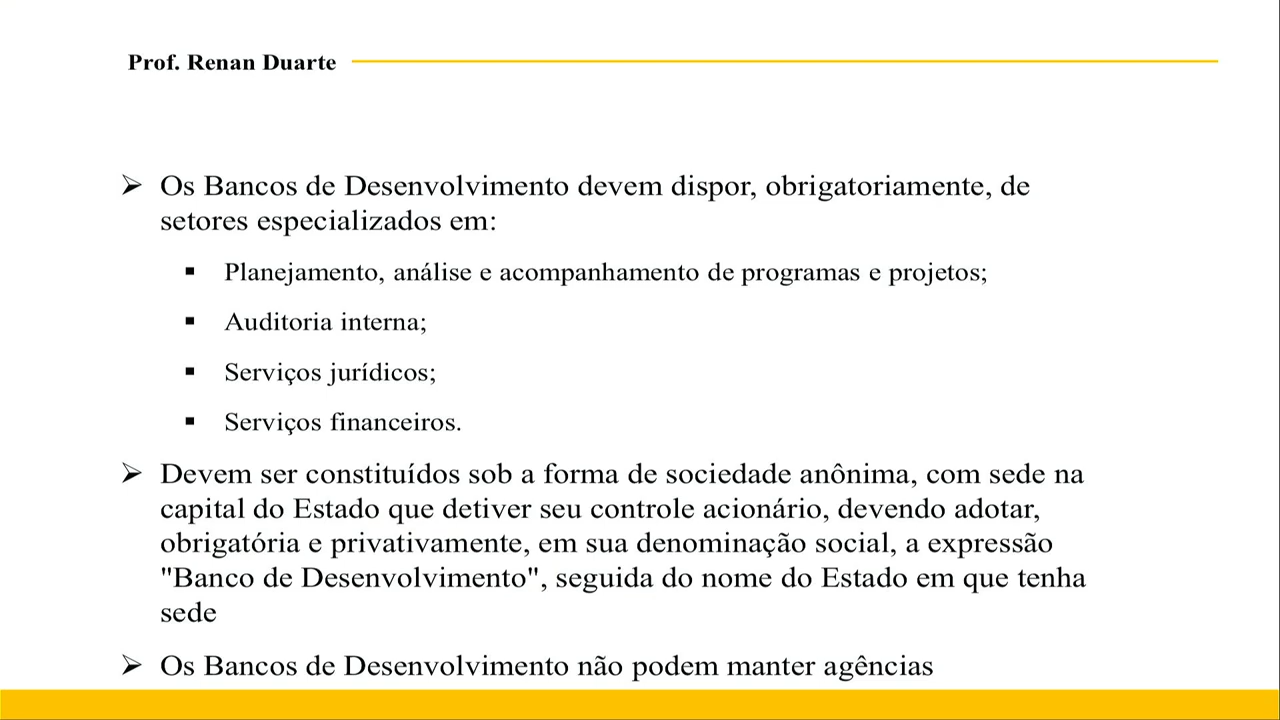 Prof. Renan Duarte
Os Bancos de Desenvolvimento devem dispor, obrigatoriamente, de
setores especializados em:
Planejamento, análise e acompanhamento de programas e projetos;
Auditoria interna;
Serviços jurídicos;
Serviços financeiros.
Devem ser constituídos sob a forma de sociedade anônima, com sede na
capital do Estado que detiver seu controle acionário, devendo adotar,
obrigatória e privativamente, em sua denominação social, a expressão
"Banco de Desenvolvimento", seguida do nome do Estado em que tenha
sede
Os Bancos de Desenvolvimento não podem manter agências